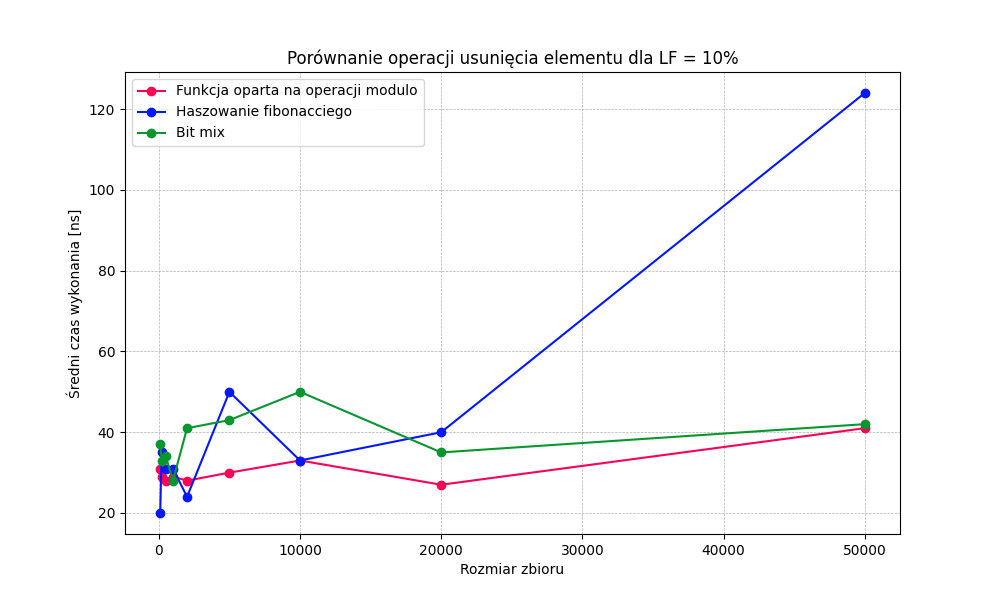 Porównanie operacji usunięcia elementu dla LF = 10%
Funkcja oparta na operacji modulo
Haszowanie fibonacciego
Bit mix
120
100
80
60
40
20
Średni czas wykonania [ns]
0 10000 20000 30000 40000 50000
Rozmiar zbioru